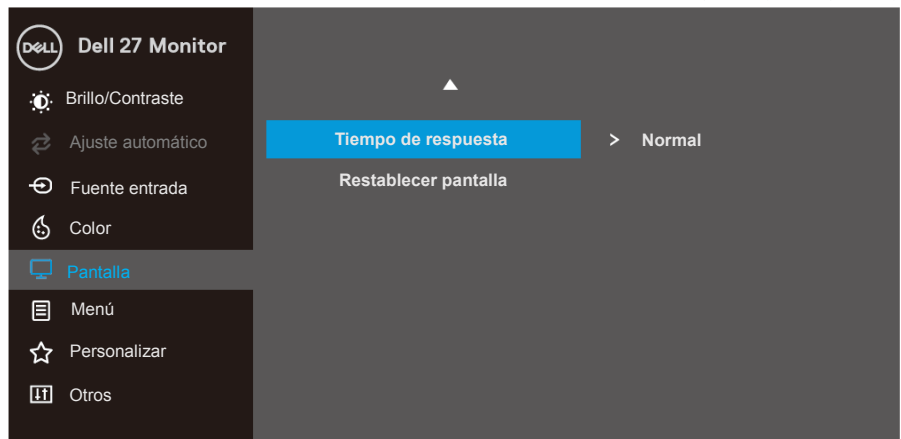 DELL Dell 27 Monitor
Brillo/Contraste
Ajuste automático
Tiempo de respuesta > Normal
Restablecer pantalla
Fuente entrada
Color
Pantalla
Menú
Personalizar
Otros